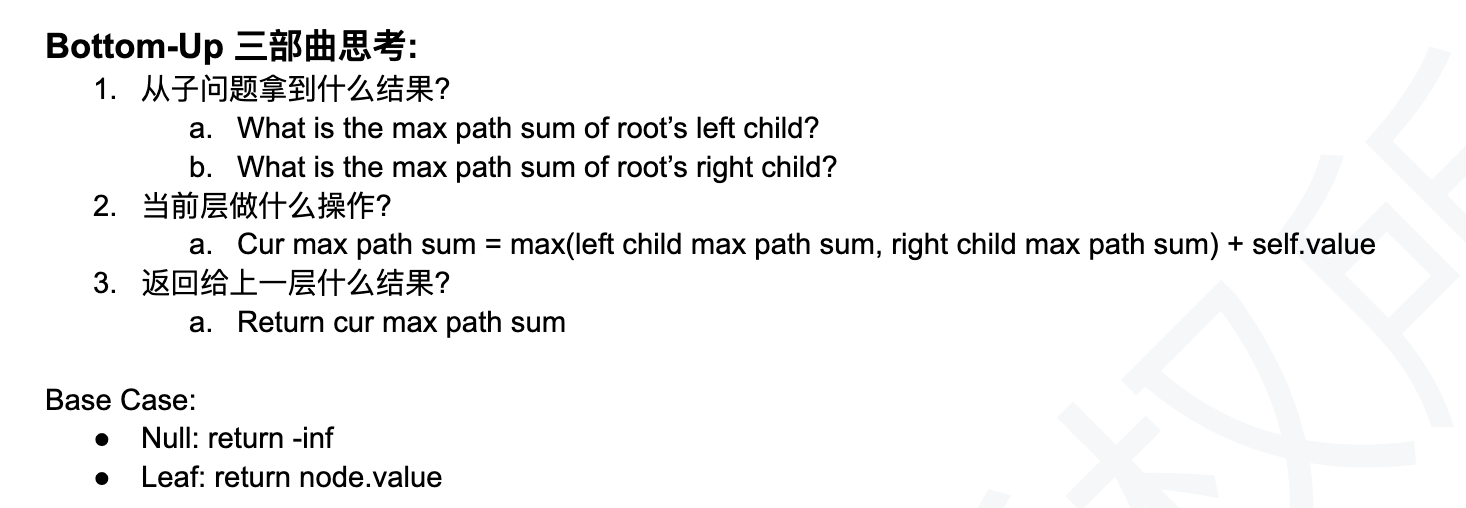 Bottom-Up 三部曲思考:
1. 从子问题拿到什么结果?
a. What is the max path sum of root’s left child?
b. What is the max path sum of root’s right child?
2. 当前层做什么操作?
a. Cur max path sum = max(left child max path sum, right child max path sum) + self.value
3. 返回给上一层什么结果?
a. Return cur max path sum
Base Case:
● Null: return -inf
● Leaf: return node.value
权所